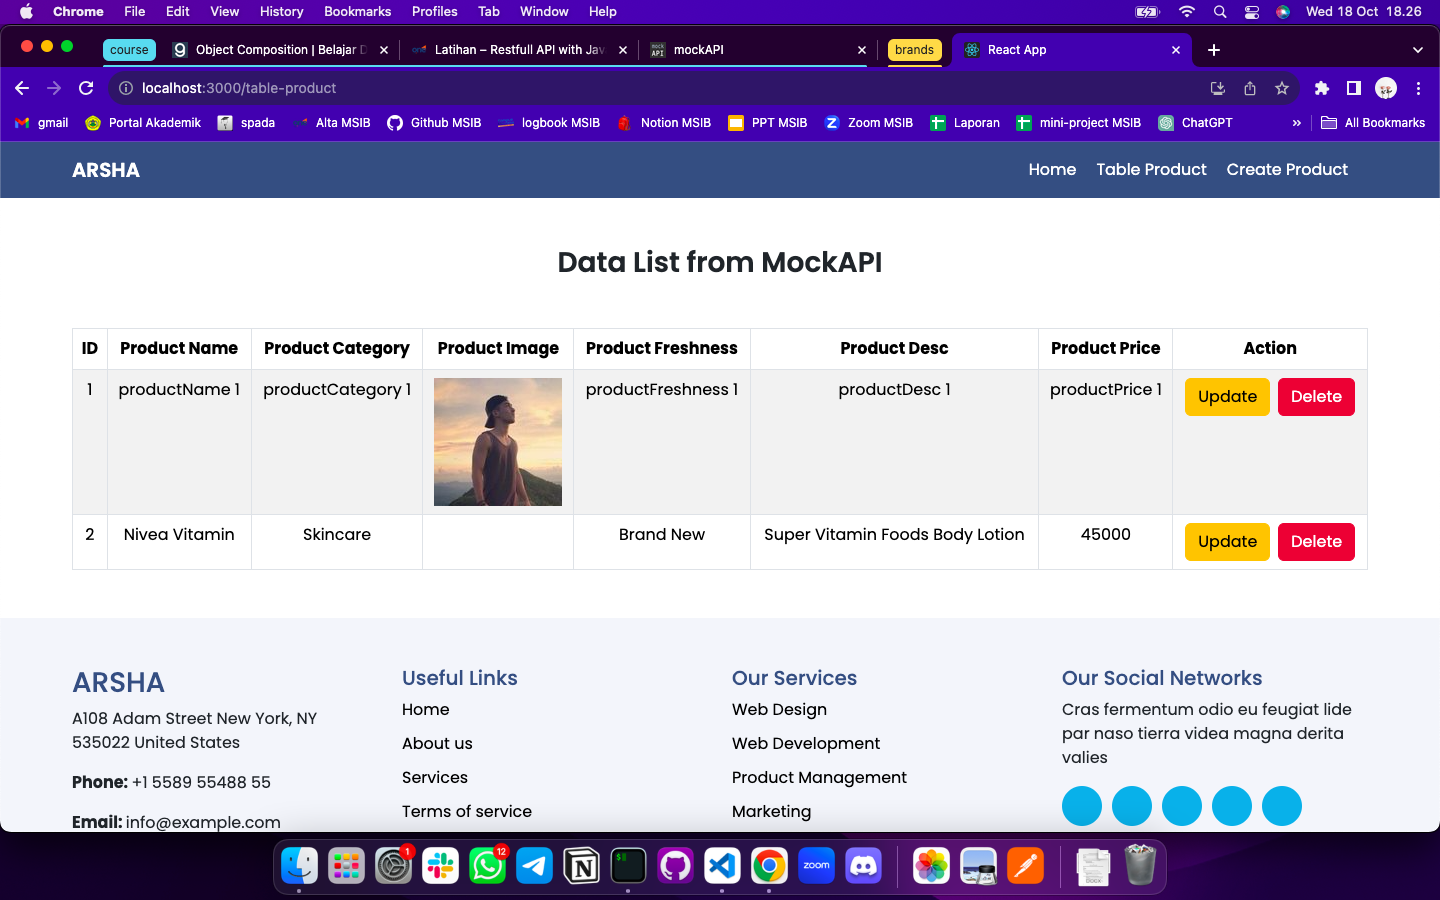 Chrome File Edit View History Bookmarks Profiles Tab Window Help Wed 18 Oct 18.26
course Object Composition | Belajar D Latihan – Restfull API with Jav mockAPI brands React App
localhost:3000/table-product
gmail Portal Akademik spada Alta MSIB Github MSIB logbook MSIB Notion MSIB PPT MSIB Zoom MSIB Laporan mini-project MSIB ChatGPT » All Bookmarks
ARSHA Home Table Product Create Product
Data List from MockAPI
ID Product Name Product Category Product Image Product Freshness Product Desc Product Price Action
1 productName 1 productCategory 1 productFreshness 1 productDesc 1 productPrice 1 Update Delete
2 Nivea Vitamin Skincare Brand New Super Vitamin Foods Body Lotion 45000 Update Delete
ARSHA
A108 Adam Street New York, NY
535022 United States
Phone: +1 5589 55488 55
Email: info@example.com
Useful Links
Home
About us
Services
Terms of service
Our Services
Web Design
Web Development
Product Management
Marketing
Our Social Networks
Cras fermentum odio eu feugiat lide
par naso tierra videa magna derita
valies
1 12 zoom DOCX